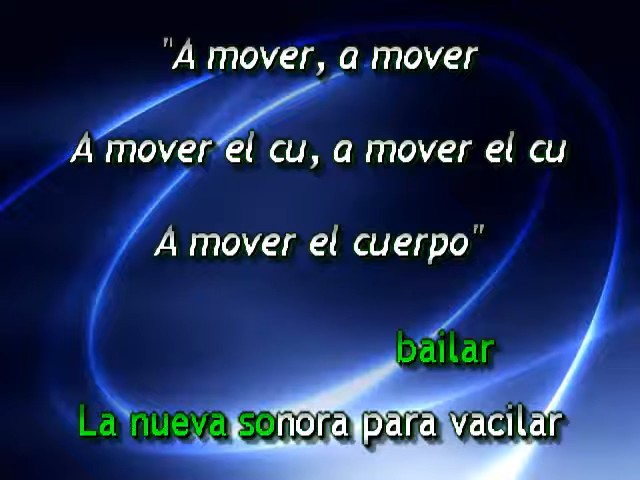 "A mover, a mover
A mover el cu, a mover el cu
A mover el cuerpo"
bailar
La nueva sonora para vacilar